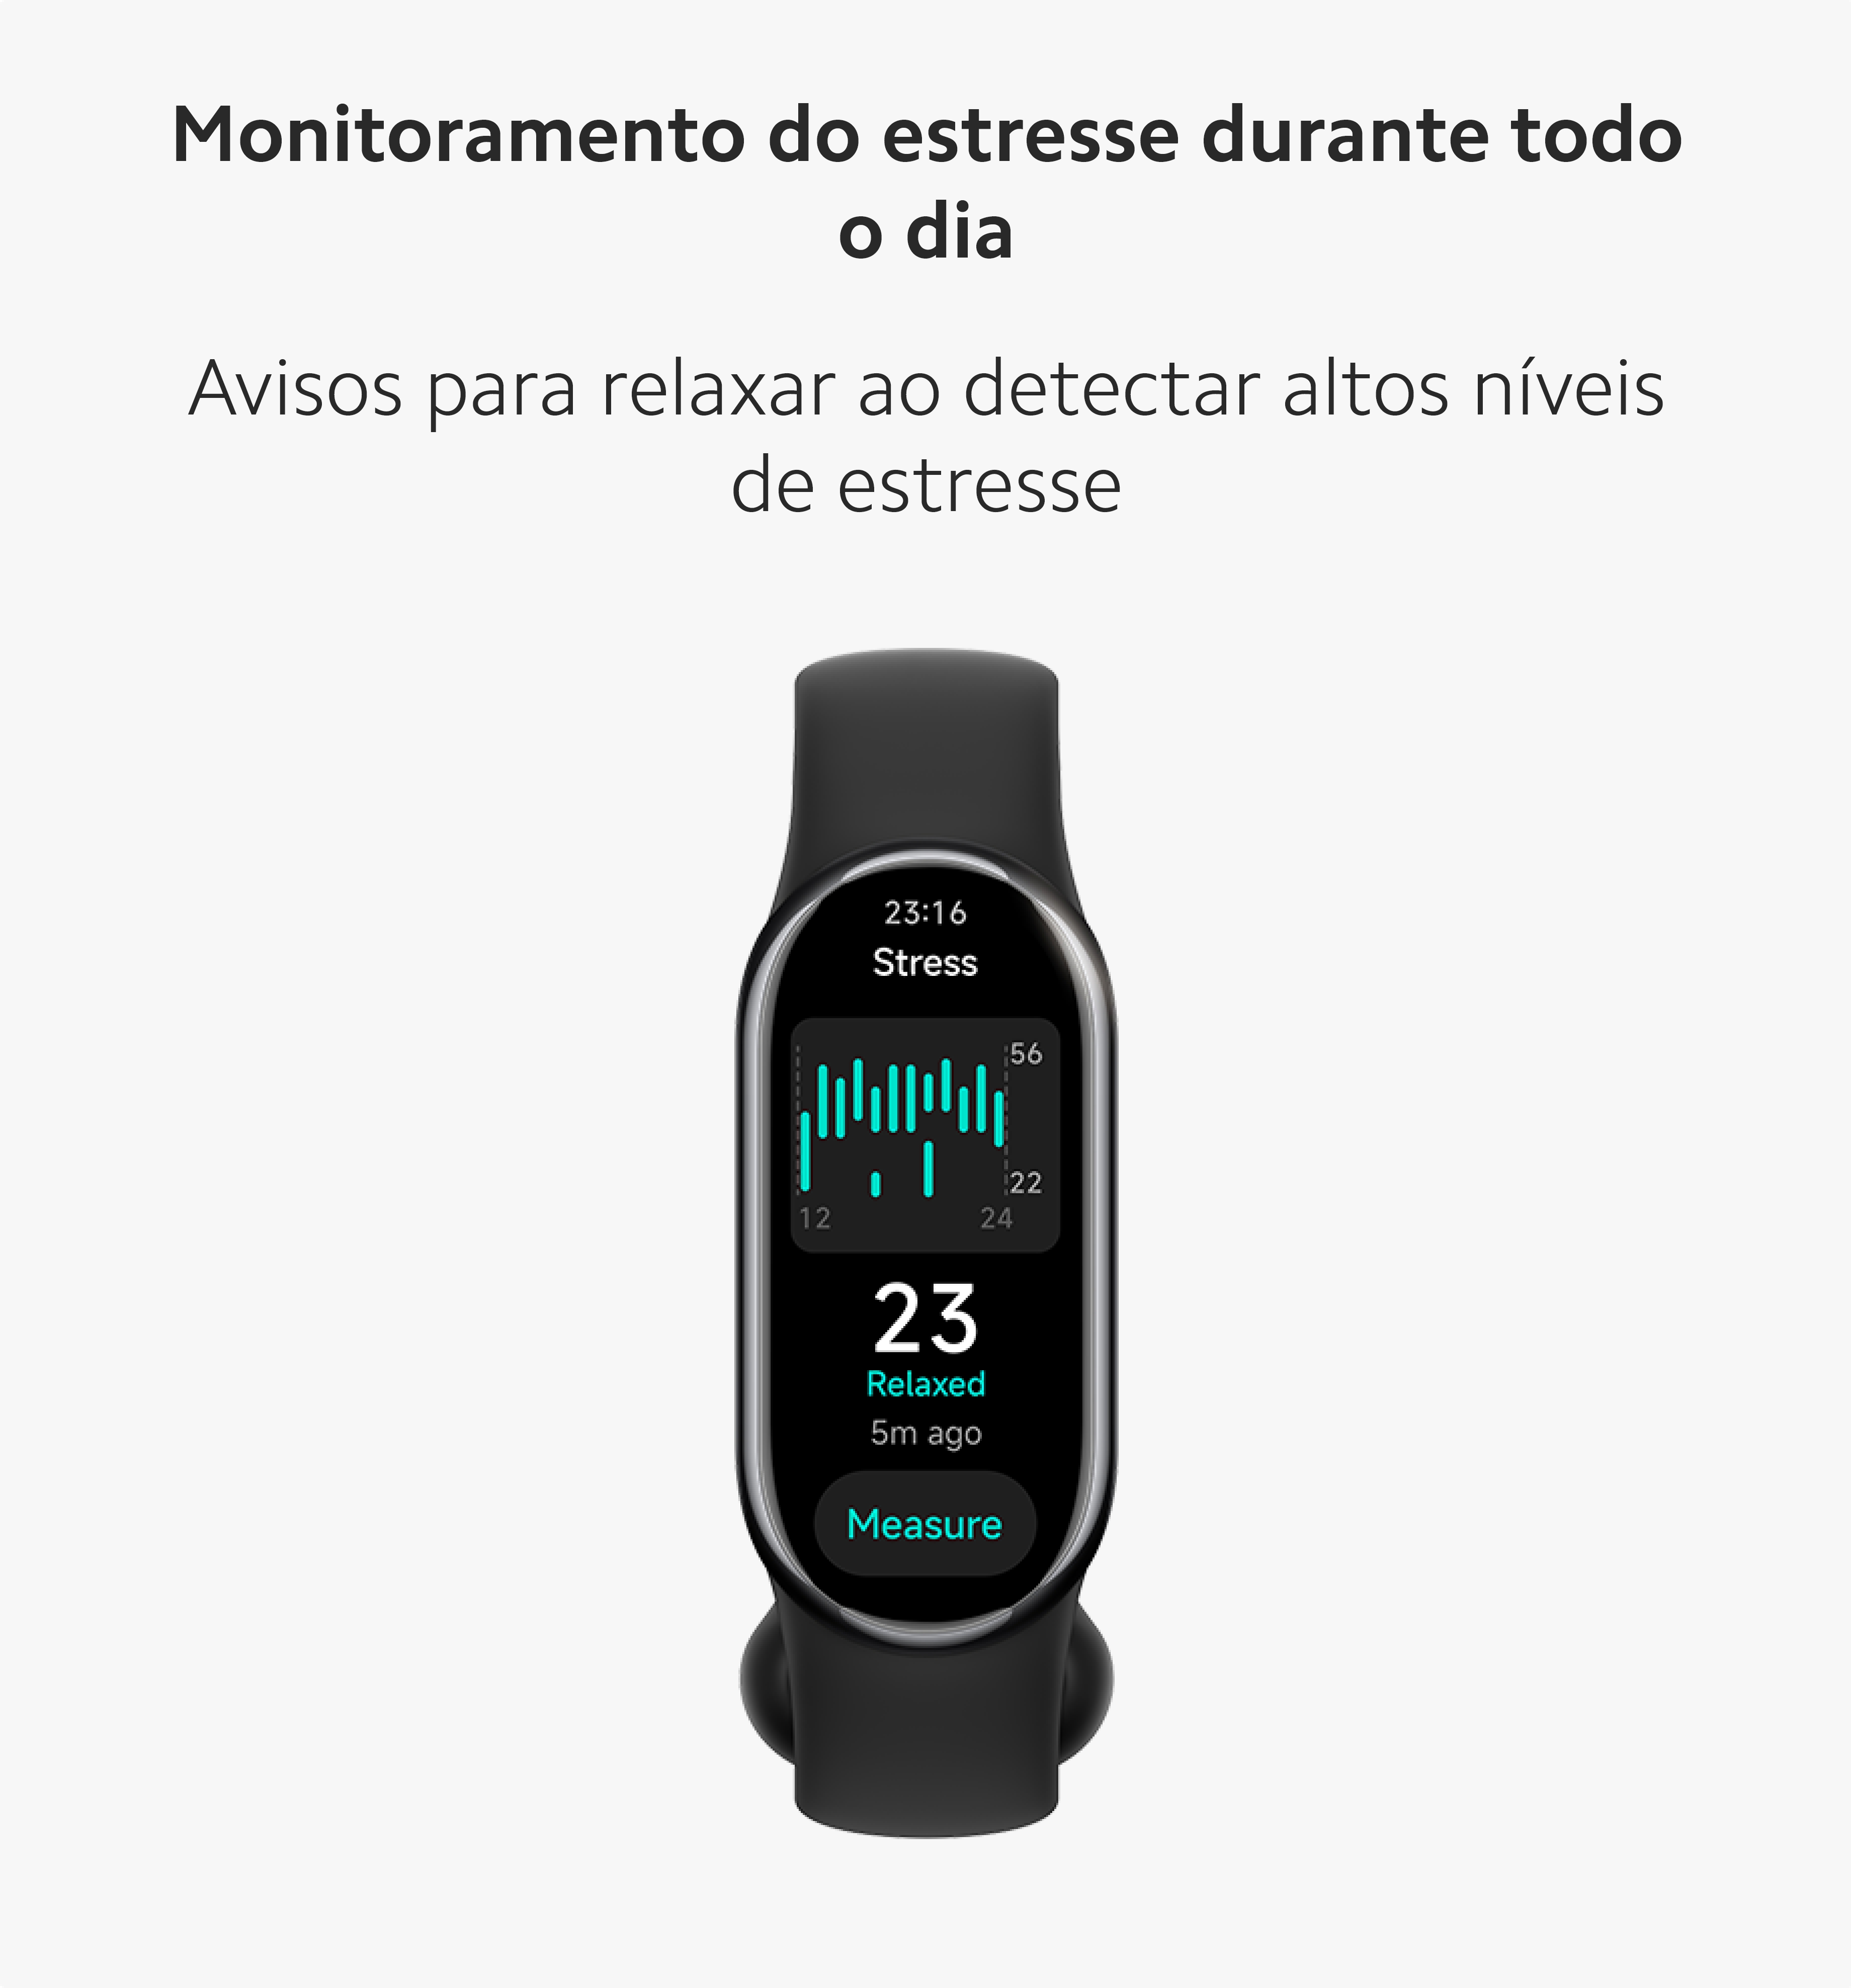 Monitoramento do estresse durante todo
o dia
Avisos para relaxar ao detectar altos níveis
de estresse
23:16
Stress
56
22
12 24
23
Relaxed
5m ago
Measure